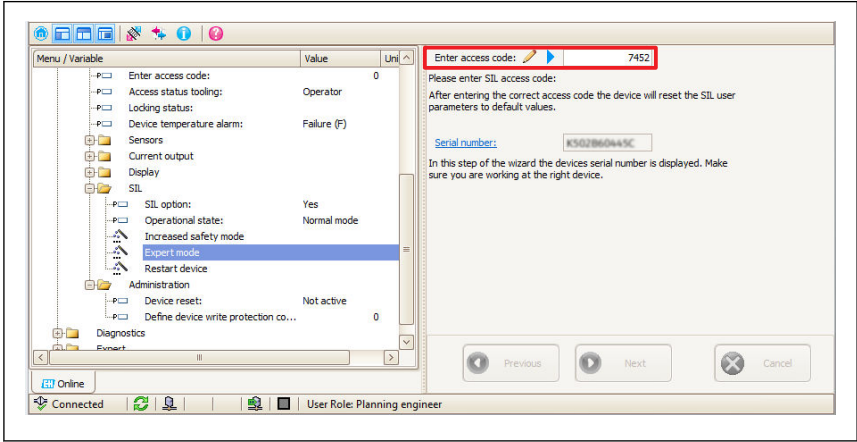 Menu / Variable Value Uni
Enter access code: 0
Access status tooling: Operator
Locking status:
Device temperature alarm: Failure (F)
Sensors
Current output
Display
SIL
SIL option: Yes
Operational state: Normal mode
Increased safety mode
Expert mode
Restart device
Administration
Device reset: Not active
Define device write protection co... 0
Diagnostics
Expert
Online
Enter access code: 7452
Please enter SIL access code:
After entering the correct access code the device will reset the SIL user
parameters to default values.
Serial number:
In this step of the wizard the devices serial number is displayed. Make
sure you are working at the right device.
Previous Next Cancel
Connected User Role: Planning engineer